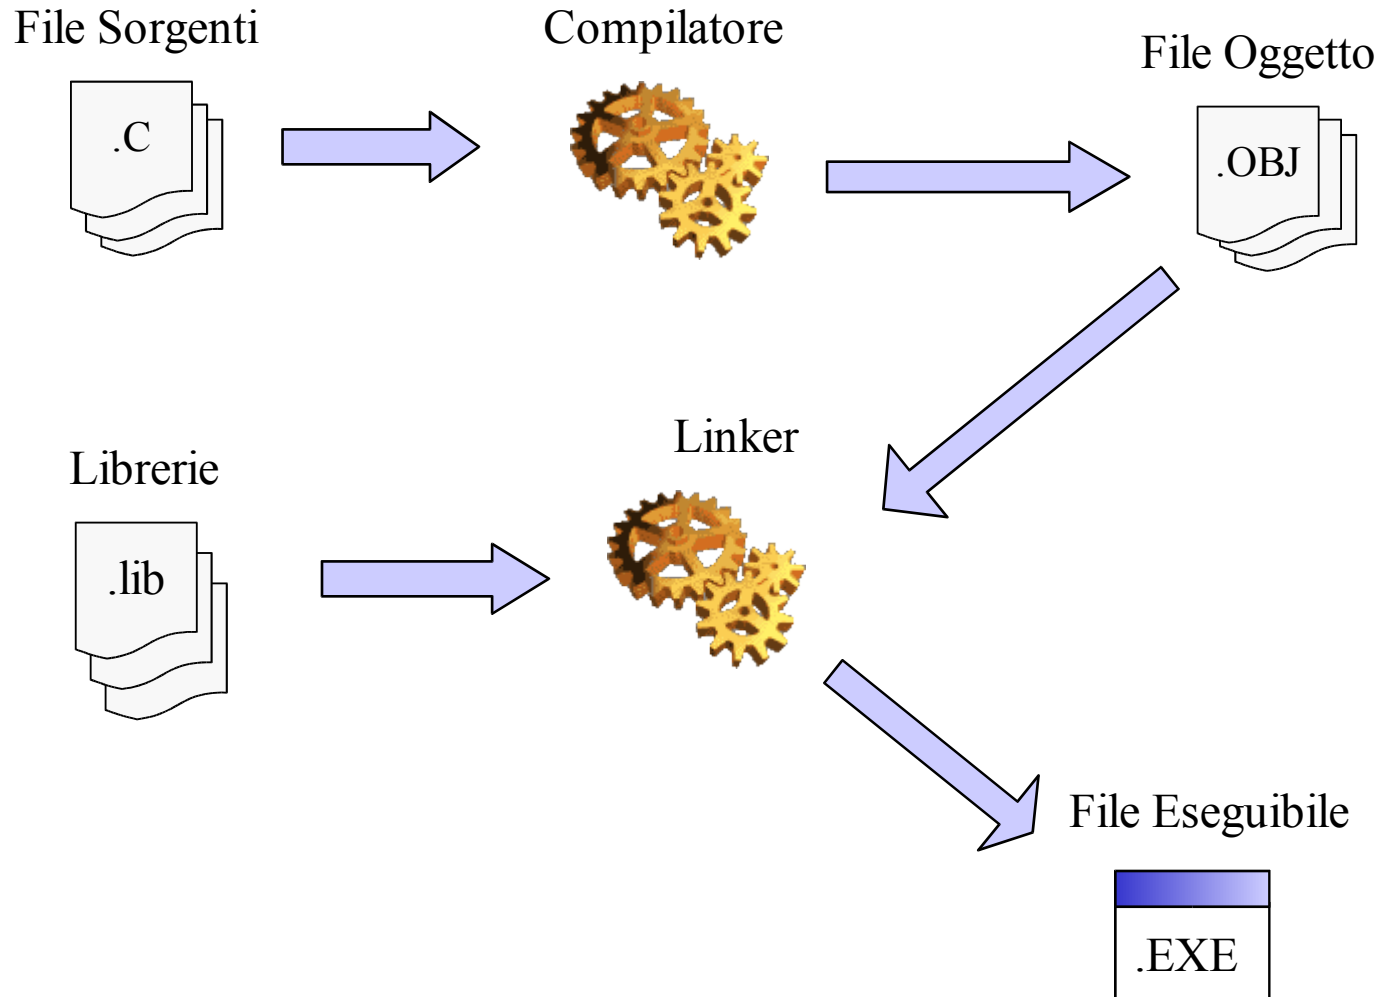 File Sorgenti
Compilatore
File Oggetto
.C
.OBJ
Linker
Librerie
.lib
File Eseguibile
.EXE